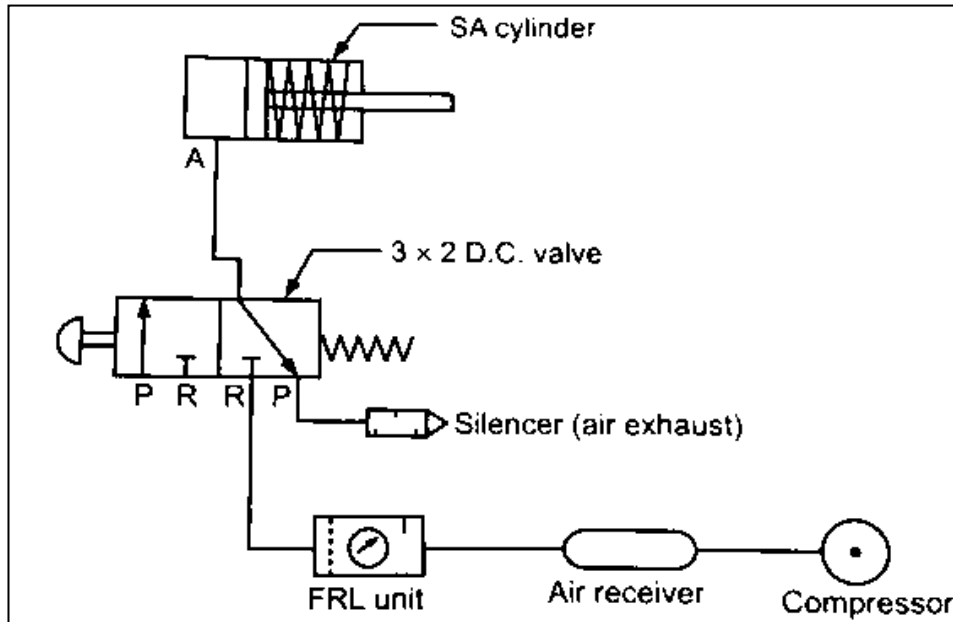 SA cylinder
A
3 × 2 D.C. valve
P R R P
Silencer (air exhaust)
FRL unit
Air receiver
Compressor